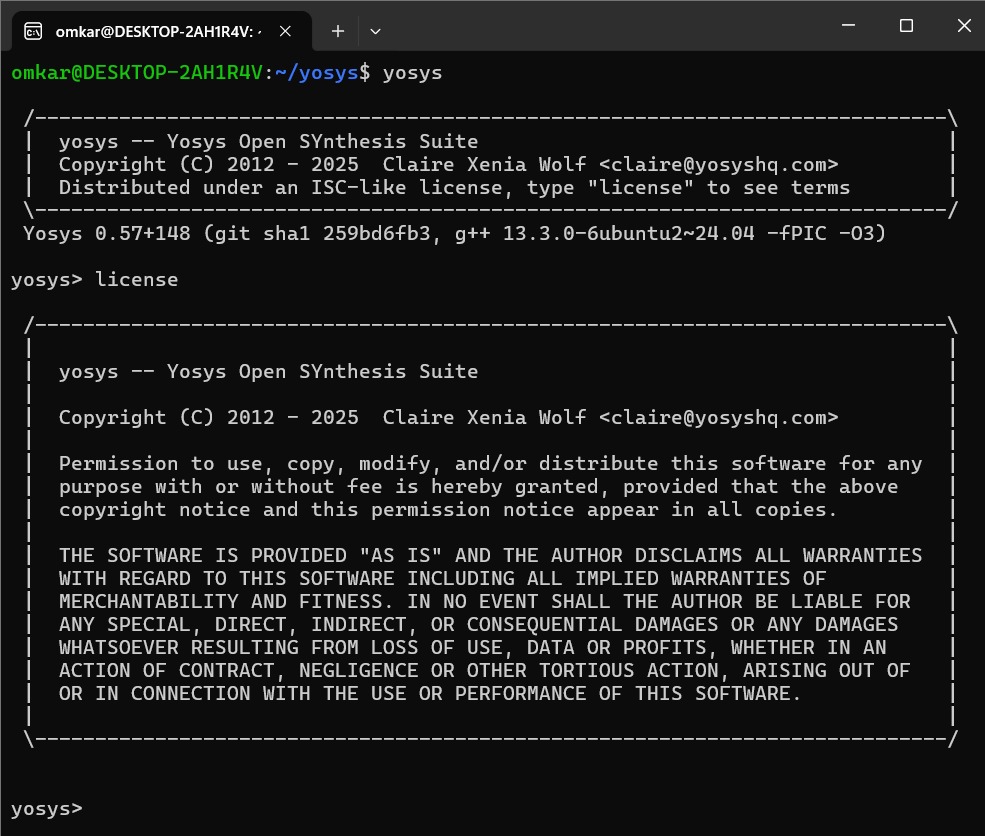 omkar@DESKTOP-2AH1R4V: -
omkar@DESKTOP-2AH1R4V:~/yosys$ yosys
/----------------------------------------------------------------------------\
|  yosys -- Yosys Open SYnthesis Suite                                       |
|  Copyright (C) 2012 - 2025  Claire Xenia Wolf <claire@yosyshq.com>         |
|  Distributed under an ISC-like license, type "license" to see terms        |
\----------------------------------------------------------------------------/
Yosys 0.57+148 (git sha1 259bd6fb3, g++ 13.3.0-6ubuntu2~24.04 -fPIC -O3)
yosys> license
/----------------------------------------------------------------------------\
|                                                                            |
|  yosys -- Yosys Open SYnthesis Suite                                       |
|                                                                            |
|  Copyright (C) 2012 - 2025  Claire Xenia Wolf <claire@yosyshq.com>         |
|                                                                            |
|  Permission to use, copy, modify, and/or distribute this software for any  |
|  purpose with or without fee is hereby granted, provided that the above    |
|  copyright notice and this permission notice appear in all copies.         |
|                                                                            |
|  THE SOFTWARE IS PROVIDED "AS IS" AND THE AUTHOR DISCLAIMS ALL WARRANTIES  |
|  WITH REGARD TO THIS SOFTWARE INCLUDING ALL IMPLIED WARRANTIES OF          |
|  MERCHANTABILITY AND FITNESS. IN NO EVENT SHALL THE AUTHOR BE LIABLE FOR   |
|  ANY SPECIAL, DIRECT, INDIRECT, OR CONSEQUENTIAL DAMAGES OR ANY DAMAGES    |
|  WHATSOEVER RESULTING FROM LOSS OF USE, DATA OR PROFITS, WHETHER IN AN     |
|  ACTION OF CONTRACT, NEGLIGENCE OR OTHER TORTIOUS ACTION, ARISING OUT OF   |
|  OR IN CONNECTION WITH THE USE OR PERFORMANCE OF THIS SOFTWARE.            |
|                                                                            |
\----------------------------------------------------------------------------/
yosys>